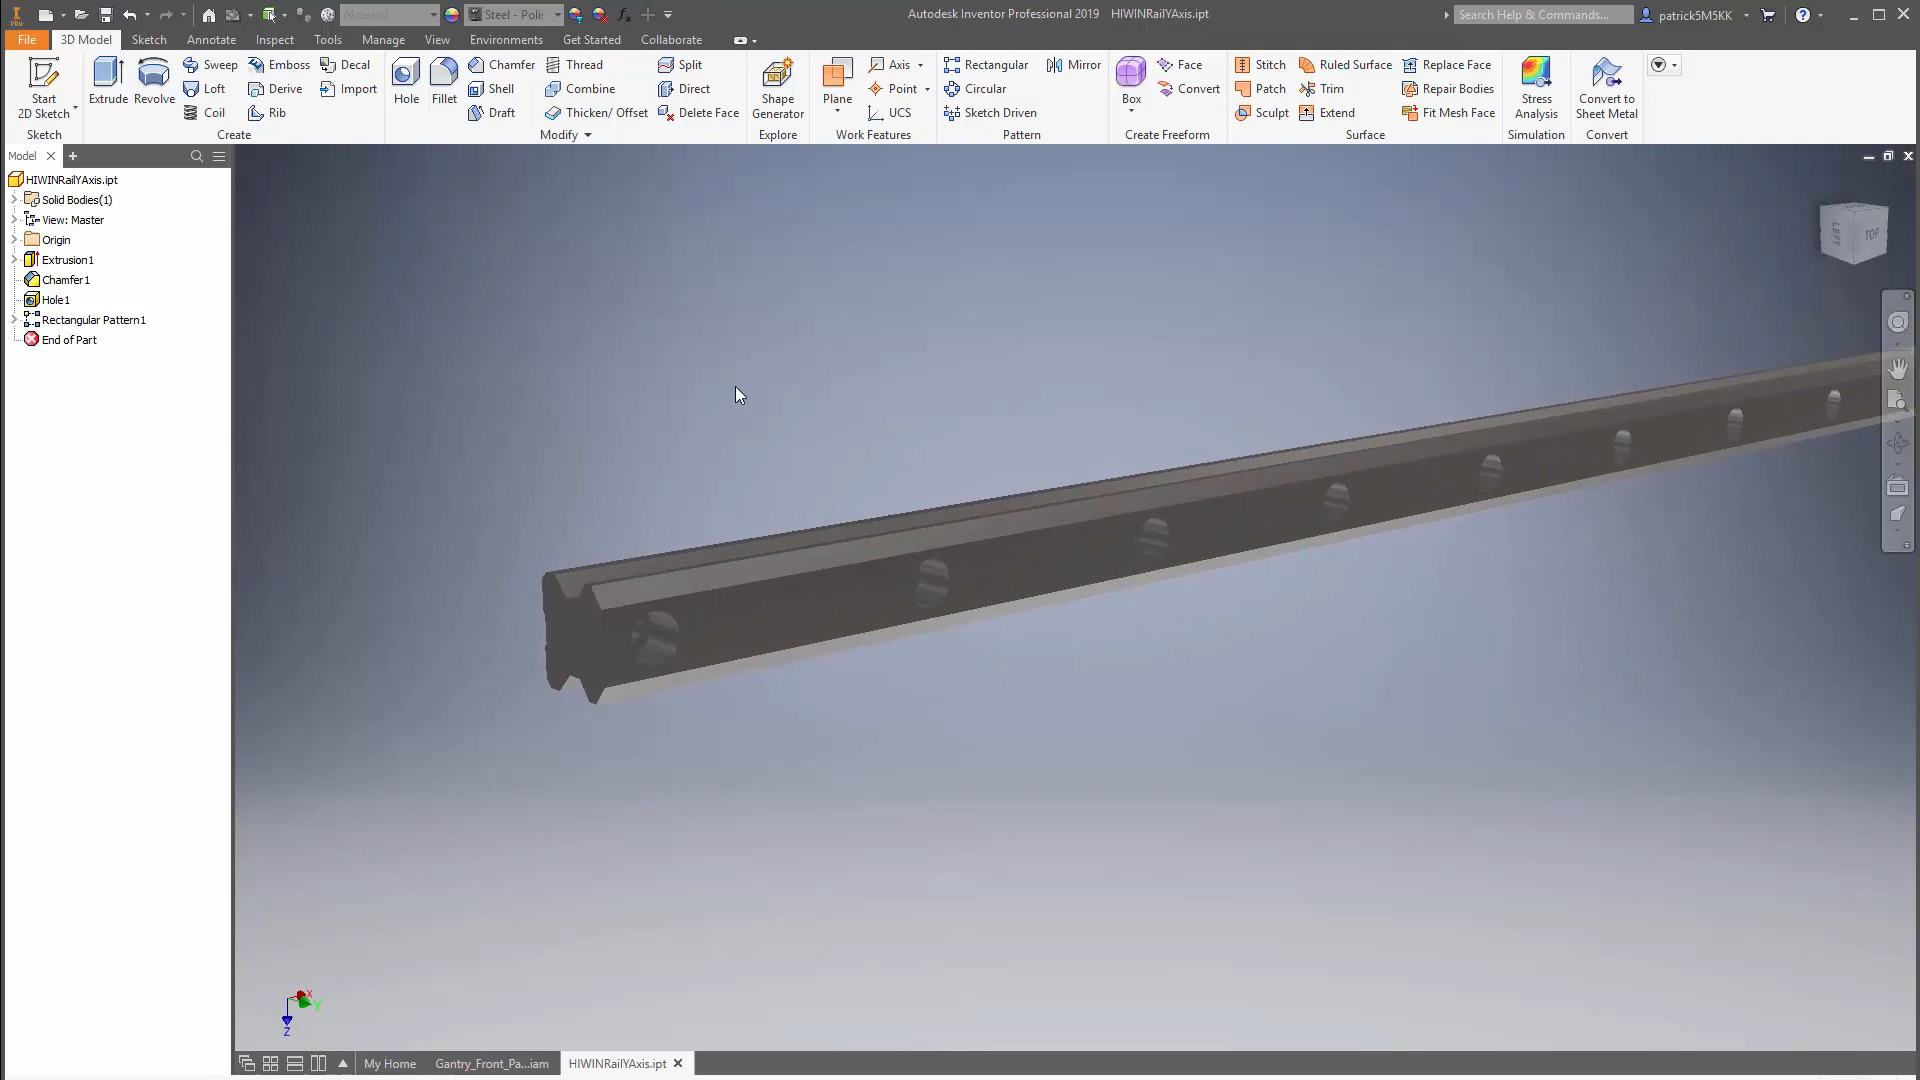 PRO
Material
Steel - Polis
fx
Autodesk Inventor Professional 2019 HIWINRailYAxis.ipt
Search Help & Commands...
patrick5M5KK
File
3D Model
Sketch
Annotate
Inspect
Tools
Manage
View
Environments
Get Started
Collaborate
Start
2D Sketch
Extrude
Revolve
Sweep
Loft
Coil
Emboss
Derive
Rib
Decal
Import
Hole
Fillet
Chamfer
Shell
Draft
Thread
Combine
Thicken/ Offset
Split
Direct
Delete Face
Shape
Generator
Plane
Axis
Point
UCS
Rectangular
Circular
Sketch Driven
Mirror
Box
Face
Convert
Stitch
Patch
Sculpt
Ruled Surface
Trim
Extend
Replace Face
Repair Bodies
Fit Mesh Face
Stress
Analysis
Convert to
Sheet Metal
Sketch
Create
Modify
Explore
Work Features
Pattern
Create Freeform
Surface
Simulation
Convert
Model
HIWINRailYAxis.ipt
Solid Bodies(1)
View: Master
Origin
Extrusion1
Chamfer1
Hole1
Rectangular Pattern1
End of Part
LEFT
TOP
X
Y
Z
My Home
Gantry_Front_Pa...iam
HIWINRailYAxis.ipt